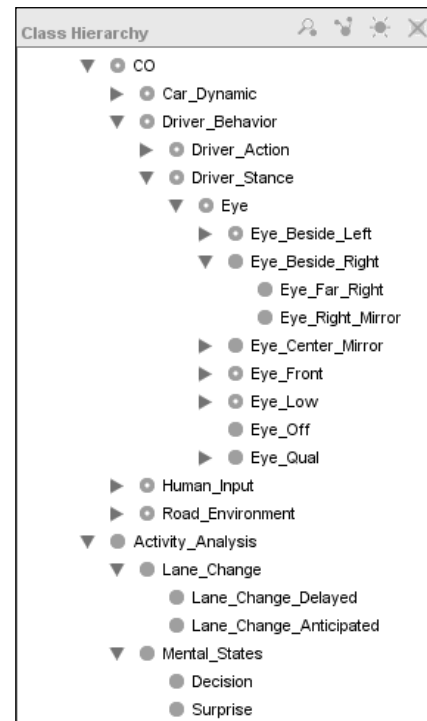 Class Hierarchy
CO
Car_Dynamic
Driver_Behavior
Driver_Action
Driver_Stance
Eye
Eye_Beside_Left
Eye_Beside_Right
Eye_Far_Right
Eye_Right_Mirror
Eye_Center_Mirror
Eye_Front
Eye_Low
Eye_Off
Eye_Qual
Human_Input
Road_Environment
Activity_Analysis
Lane_Change
Lane_Change_Delayed
Lane_Change_Anticipated
Mental_States
Decision
Surprise